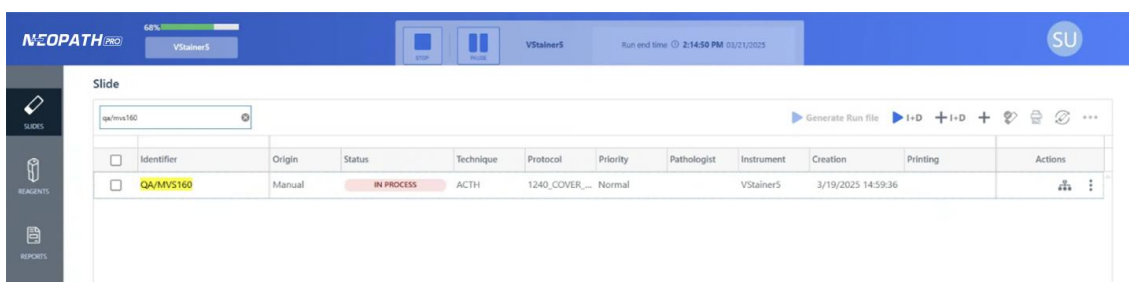 NEOPATH PRO
68%
VStainer5
STOP
PAUSE
VStainer5
Run end time 2:14:50 PM 03/21/2025
SU
SLIDES
REAGENTS
REPORTS
Slide
qa/mvs160
Generate Run file
I+D
I+D
Identifier Origin Status Technique Protocol Priority Pathologist Instrument Creation Printing Actions
QA/MVS160 Manual IN PROCESS ACTH 1240_COVER_... Normal VStainer5 3/19/2025 14:59:36